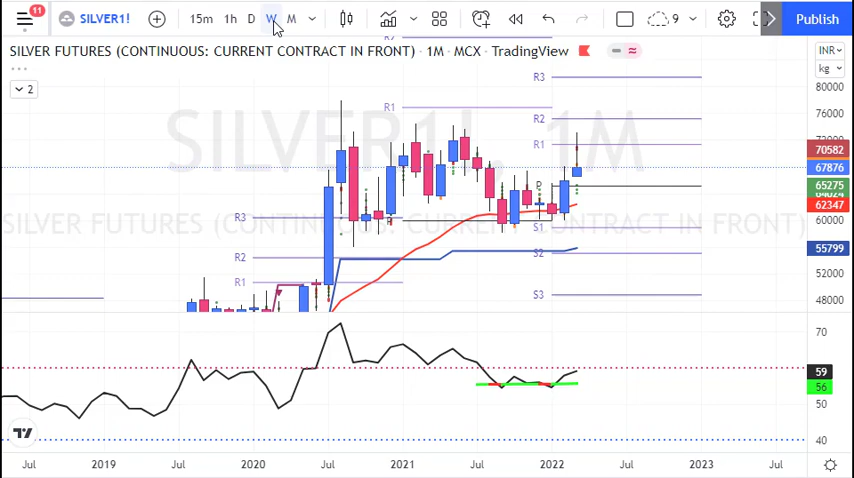 11 SILVER1! 15m 1h D W M 9 Publish
SILVER FUTURES (CONTINUOUS: CURRENT CONTRACT IN FRONT) · 1M · MCX · TradingView
INR
kg
2
SILVER1!, 1M
SILVER FUTURES (CONTINUOUS: CURRENT CONTRACT IN FRONT)
R3
R2
R1
P
S1
S2
S3
R1
R3
R2
R1
80000
76000
72000
70582
67876
65275
62347
60000
55799
52000
48000
70
59
56
50
40
Jul 2019 Jul 2020 Jul 2021 Jul 2022 Jul 2023 Jul